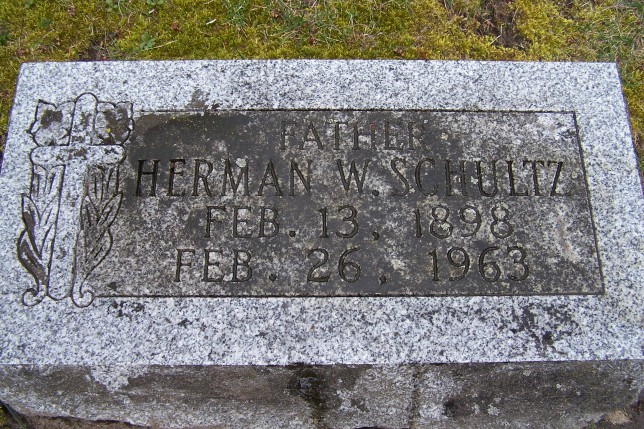 FATHER
HERMAN W. SCHULTZ
FEB. 13, 1898
FEB. 26, 1963